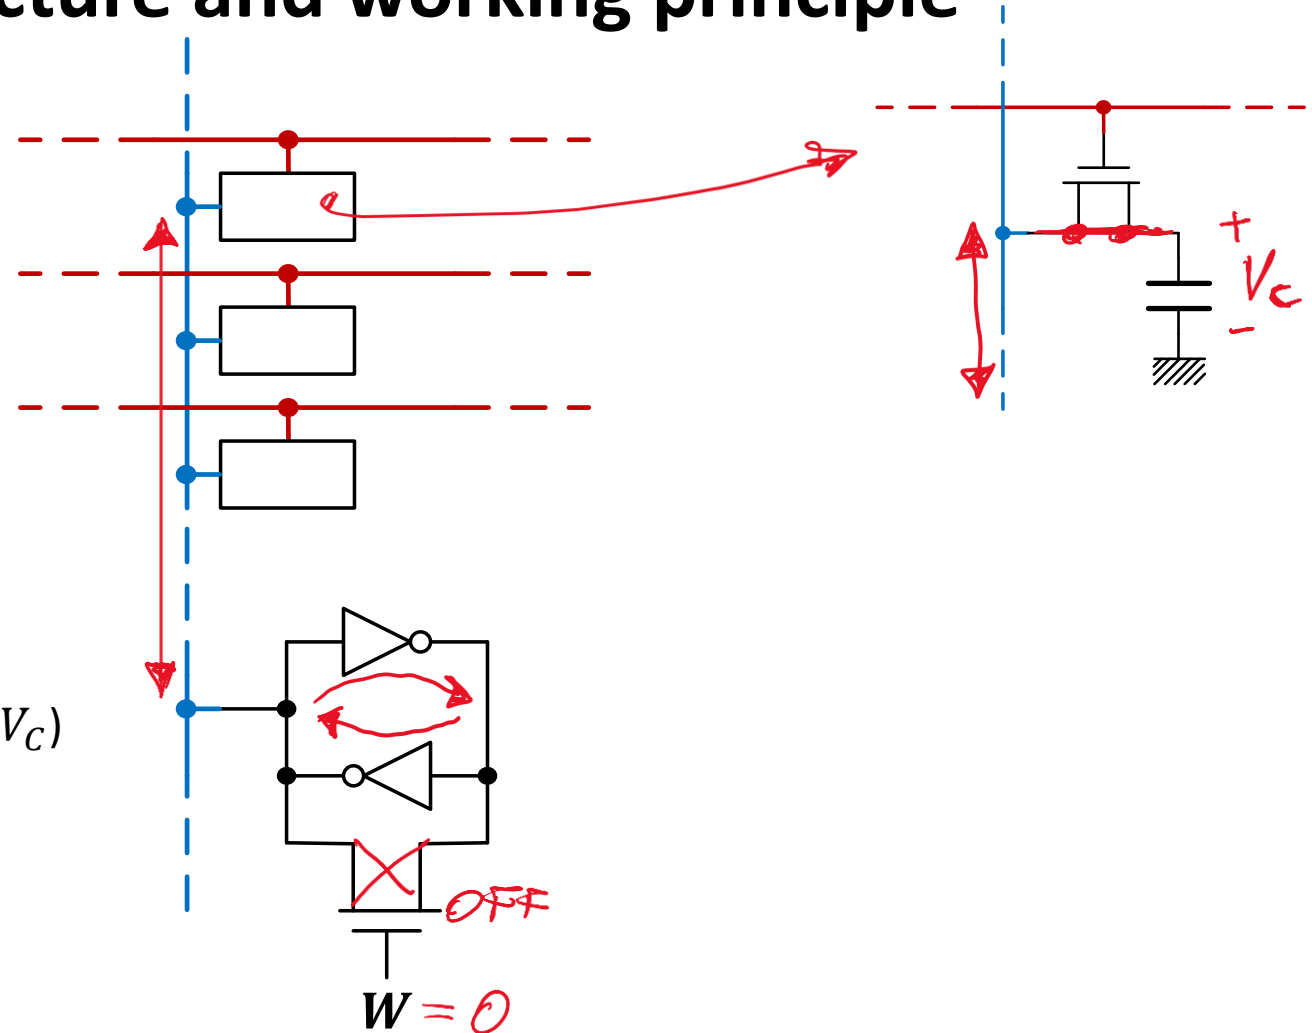 cture and working principle
+
V_C
-
V_C)
OFF
W = 0